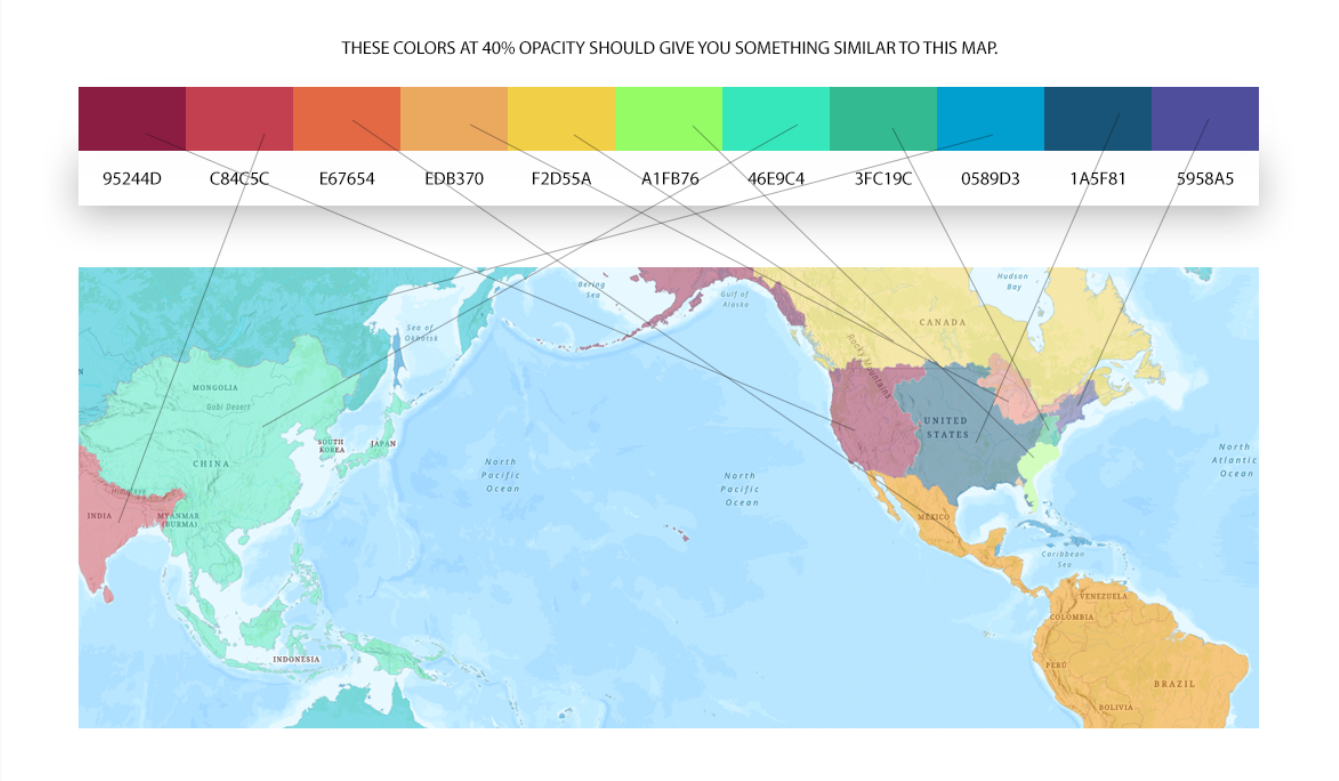 THESE COLORS AT 40% OPACITY SHOULD GIVE YOU SOMETHING SIMILAR TO THIS MAP.
95244D
C84C5C
E67654
EDB370
F2D55A
A1FB76
46E9C4
3FC19C
0589D3
1A5F81
5958A5
Hudson
Bay
Bering
Sea
Gulf of
Alaska
Sea of
Okhotsk
CANADA
Rocky Mountains
N
MONGOLIA
Gobi Desert
UNITED
STATES
SOUTH
KOREA
JAPAN
CHINA
North
Pacific
Ocean
North
Pacific
Ocean
North
Atlantic
Ocean
Himalaya
INDIA
MYANMAR
(BURMA)
MÉXICO
Caribbean
Sea
VENEZUELA
COLOMBIA
INDONESIA
PERÚ
BRAZIL
BOLIVIA